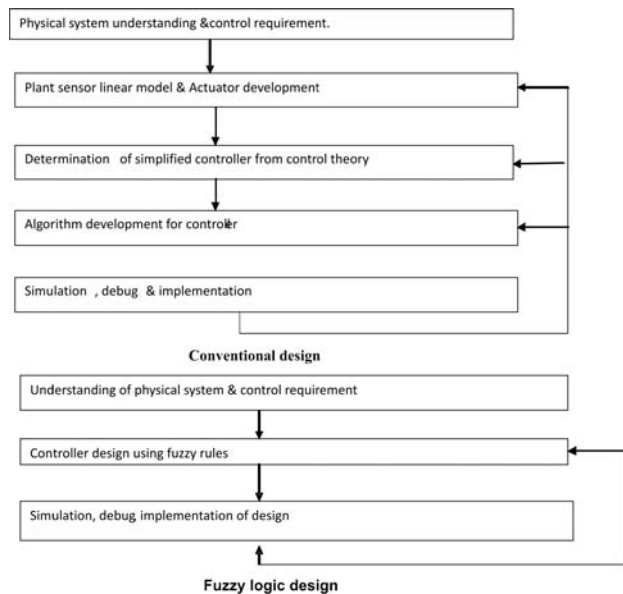 Physical system understanding &control requirement.
Plant sensor linear model & Actuator development
Determination of simplified controller from control theory
Algorithm development for controller
Simulation , debug & implementation
Conventional design
Understanding of physical system & control requirement
Controller design using fuzzy rules
Simulation, debug, implementation of design
Fuzzy logic design